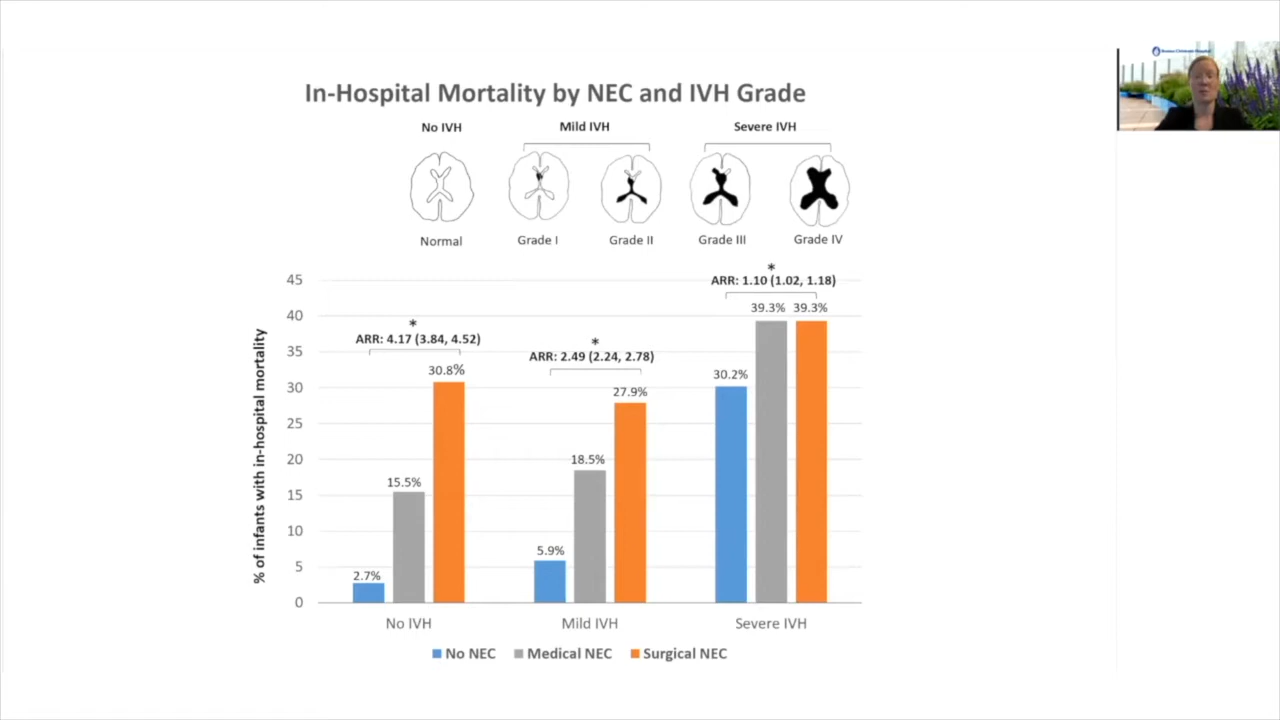 In-Hospital Mortality by NEC and IVH Grade
No IVH
Mild IVH
Severe IVH
Normal
Grade I
Grade II
Grade III
Grade IV
% of infants with in-hospital mortality
45
40
35
30
25
20
15
10
5
0
*
ARR: 4.17 (3.84, 4.52)
2.7%
15.5%
30.8%
*
ARR: 2.49 (2.24, 2.78)
5.9%
18.5%
27.9%
*
ARR: 1.10 (1.02, 1.18)
30.2%
39.3%
39.3%
No IVH
Mild IVH
Severe IVH
No NEC
Medical NEC
Surgical NEC